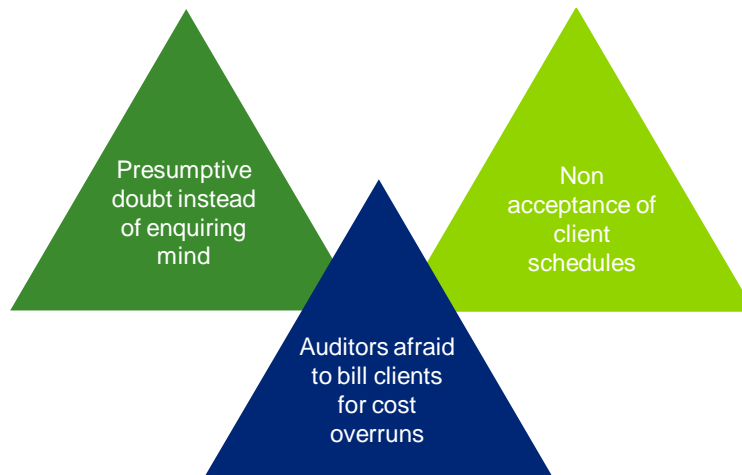 Presumptive
doubt instead
of enquiring
mind
Non
acceptance of
client
schedules
Auditors afraid
to bill clients
for cost
overruns